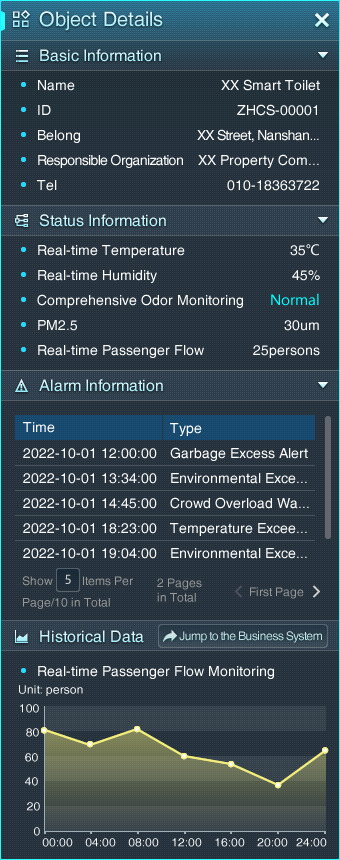 Object Details
Basic Information
Name XX Smart Toilet
ID ZHCS-00001
Belong XX Street, Nanshan...
Responsible Organization XX Property Com...
Tel 010-18363722
Status Information
Real-time Temperature 35℃
Real-time Humidity 45%
Comprehensive Odor Monitoring Normal
PM2.5 30um
Real-time Passenger Flow 25persons
Alarm Information
Time Type
2022-10-01 12:00:00 Garbage Excess Alert
2022-10-01 13:34:00 Environmental Exce...
2022-10-01 14:45:00 Crowd Overload Wa...
2022-10-01 18:23:00 Temperature Excee...
2022-10-01 19:04:00 Environmental Exce...
Show 5 Items Per
Page/10 in Total
2 Pages
in Total
First Page
Historical Data Jump to the Business System
Real-time Passenger Flow Monitoring
Unit: person
100
80
60
40
20
0
00:00 04:00 08:00 12:00 16:00 20:00 24:00